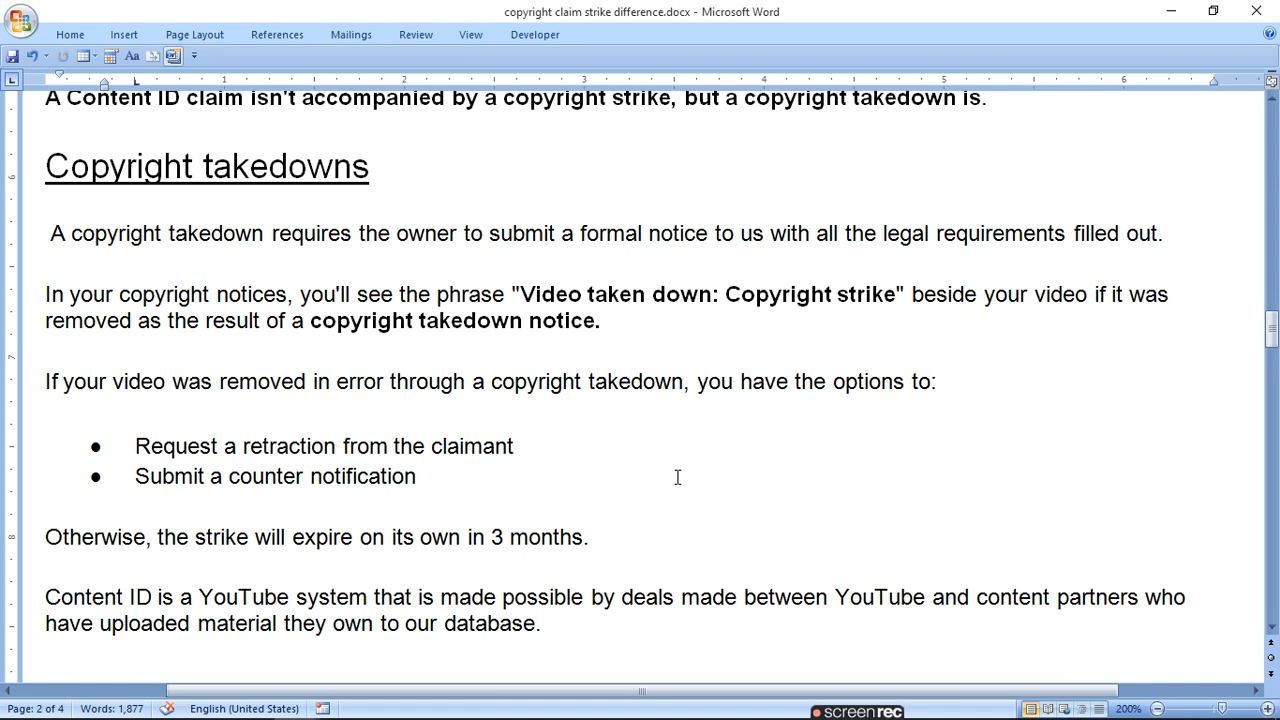 copyright claim strike difference.docx - Microsoft Word
Home Insert Page Layout References Mailings Review View Developer
Aa
1 2 3 4 5 6
A Content ID claim isn't accompanied by a copyright strike, but a copyright takedown is.
Copyright takedowns
A copyright takedown requires the owner to submit a formal notice to us with all the legal requirements filled out.
In your copyright notices, you'll see the phrase "Video taken down: Copyright strike" beside your video if it was
removed as the result of a copyright takedown notice.
If your video was removed in error through a copyright takedown, you have the options to:
● Request a retraction from the claimant
● Submit a counter notification
Otherwise, the strike will expire on its own in 3 months.
Content ID is a YouTube system that is made possible by deals made between YouTube and content partners who
have uploaded material they own to our database.
Page: 2 of 4 Words: 1,877 English (United States) 200%
screenrec